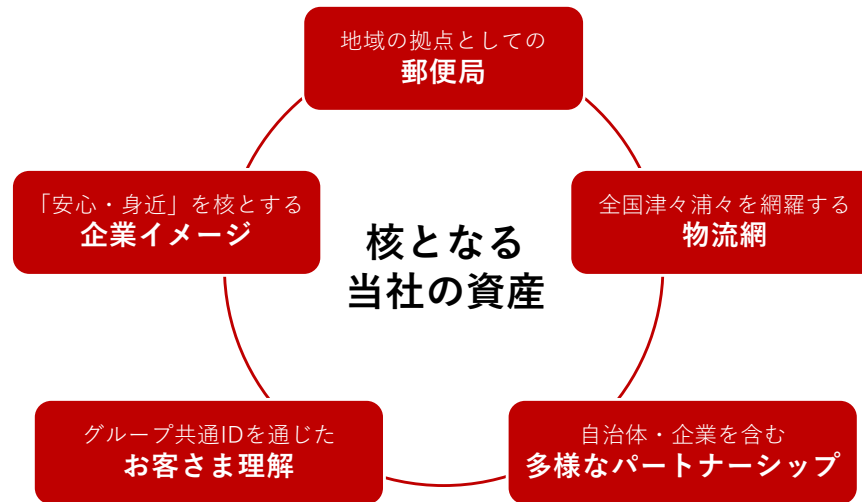 地域の拠点としての
郵便局
「安心・身近」を核とする
企業イメージ
全国津々浦々を網羅する
物流網
核となる
当社の資産
グループ共通IDを通じた
お客さま理解
自治体・企業を含む
多様なパートナーシップ